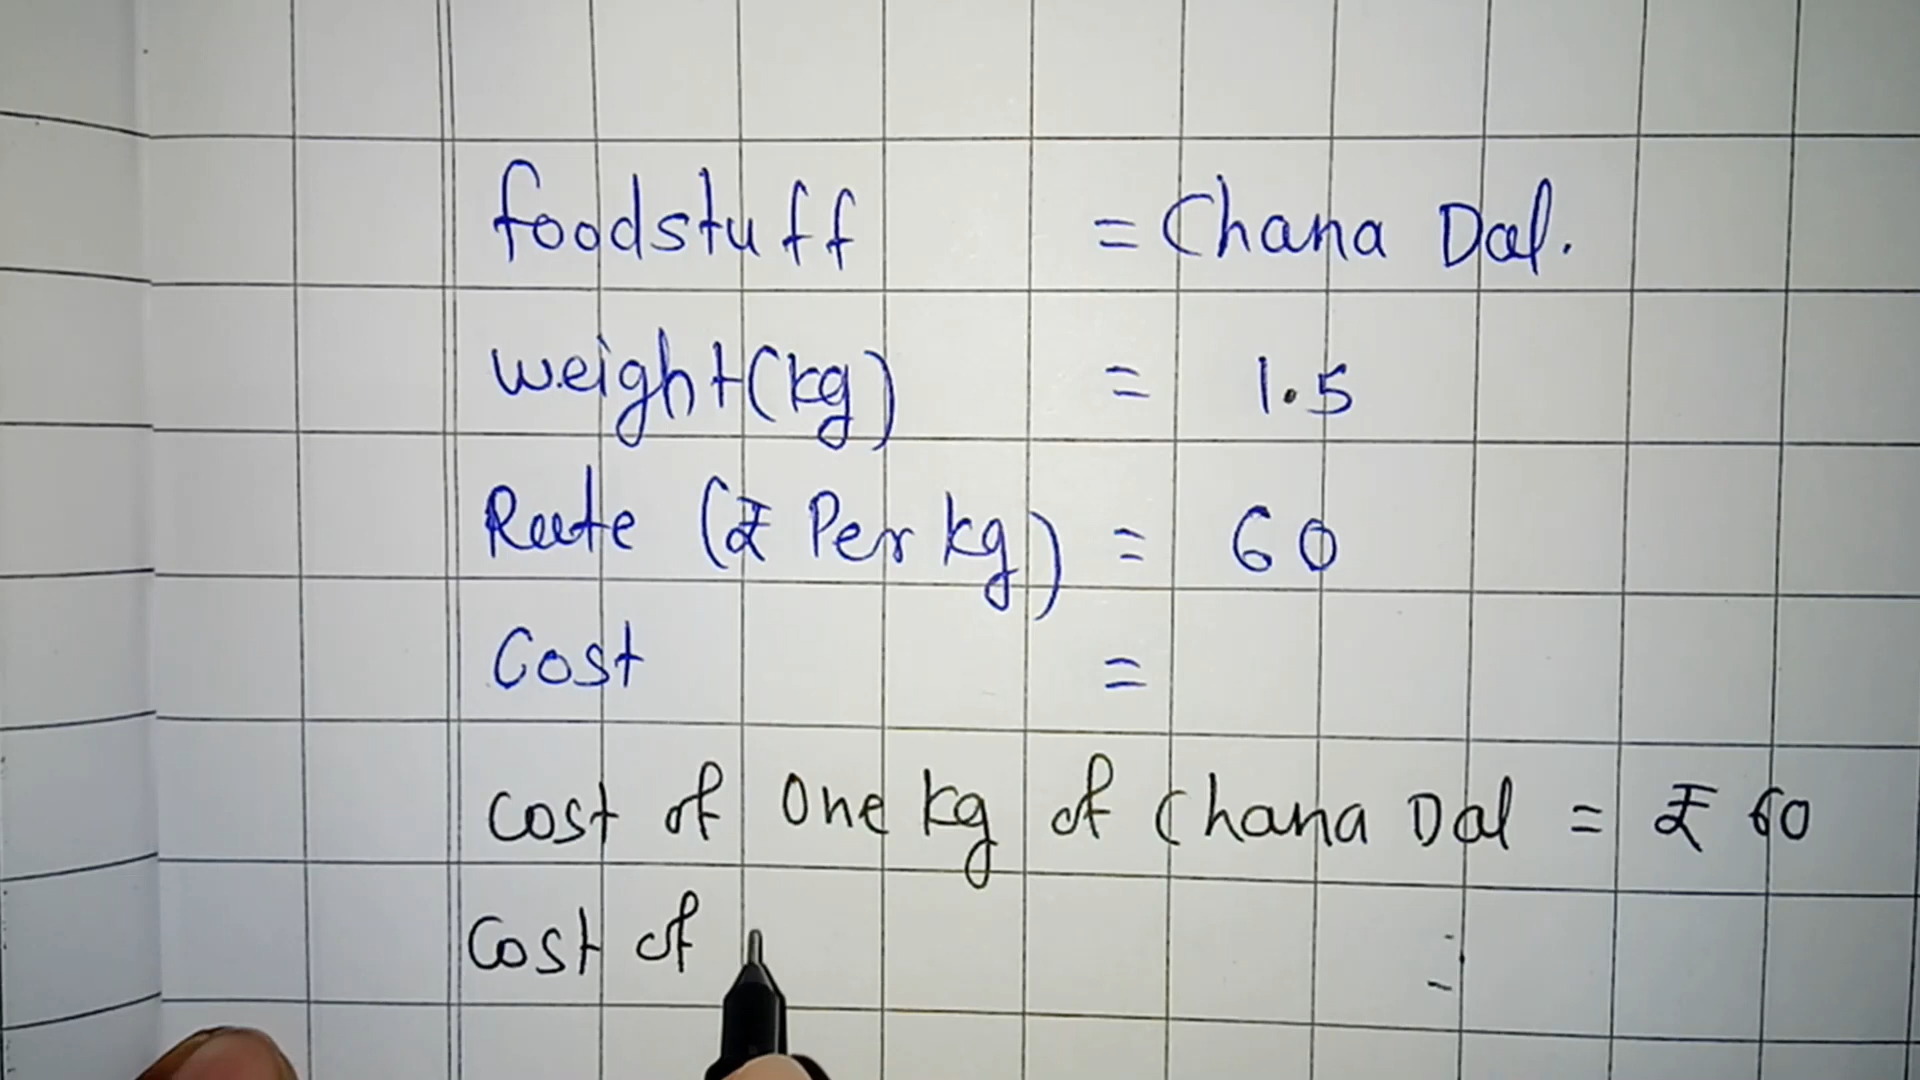 foodstuff = Chana Dal.
weight(kg) = 1.5
Rate (₹ Per kg) = 60
Cost =
Cost of One kg of Chana Dal = ₹ 60
Cost of